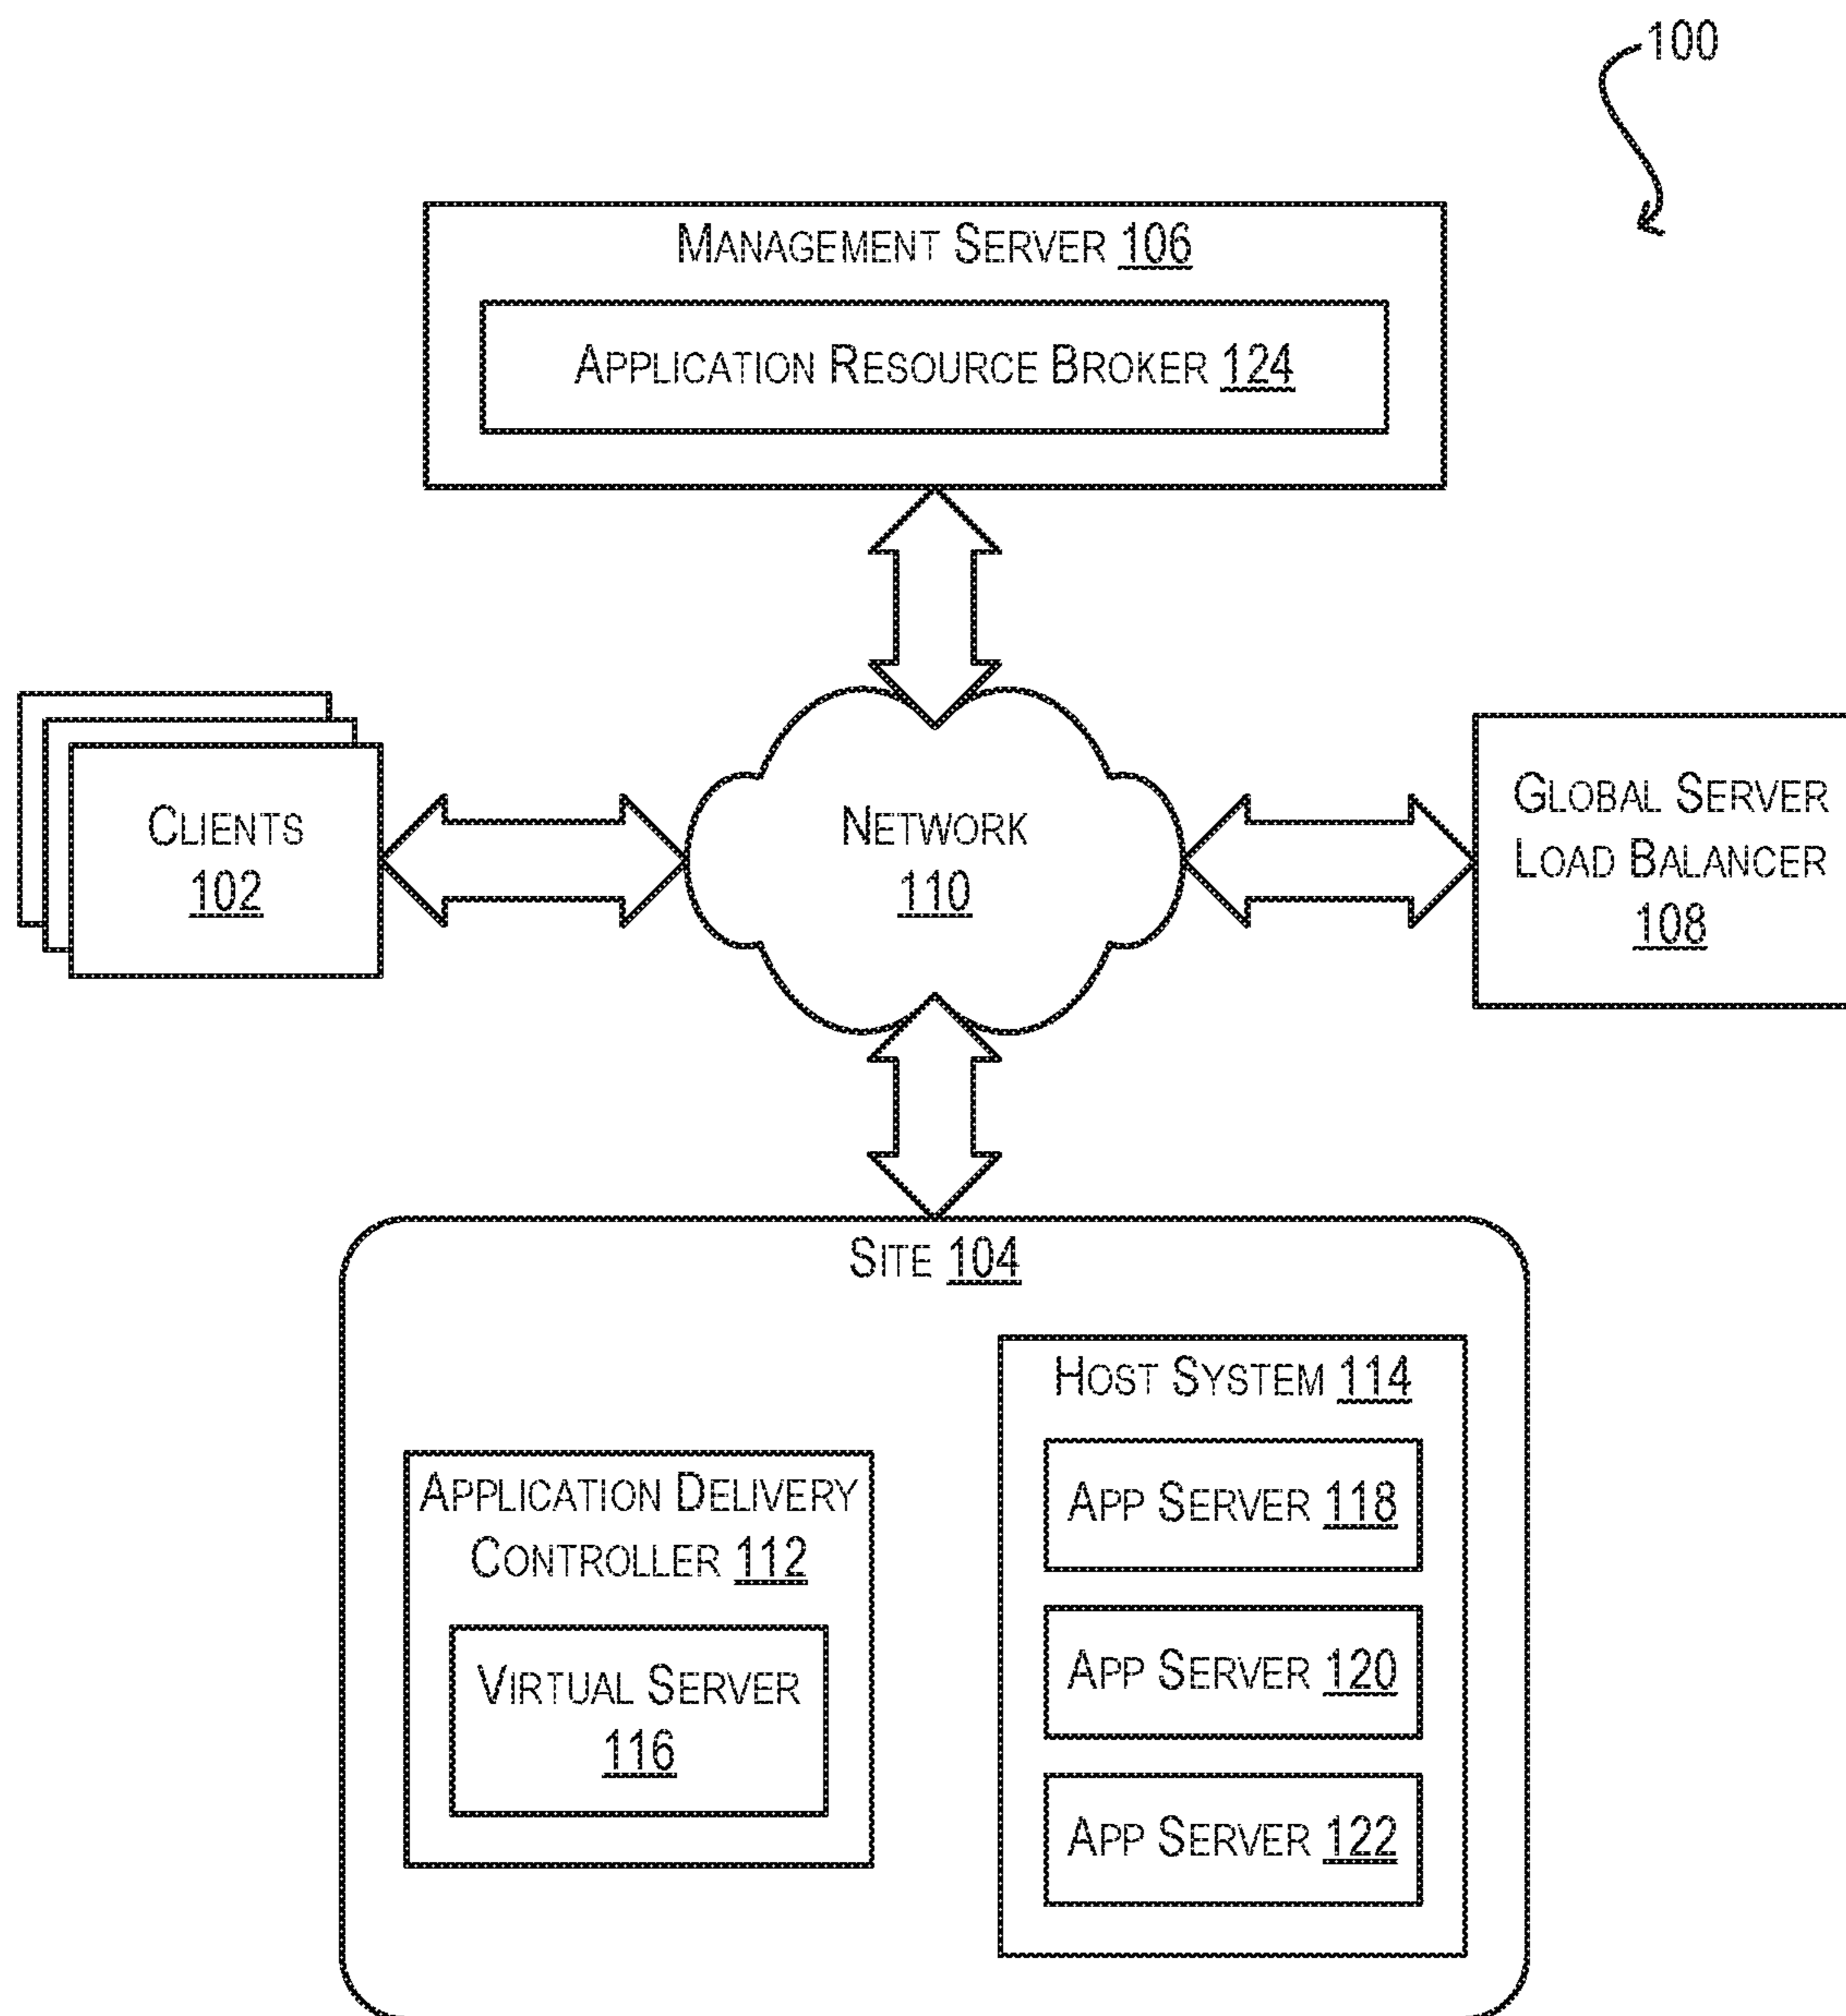 100
MANAGEMENT SERVER 106
APPLICATION RESOURCE BROKER 124
CLIENTS
102
NETWORK
110
GLOBAL SERVER
LOAD BALANCER
108
SITE 104
APPLICATION DELIVERY
CONTROLLER 112
VIRTUAL SERVER
116
HOST SYSTEM 114
APP SERVER 118
APP SERVER 120
APP SERVER 122